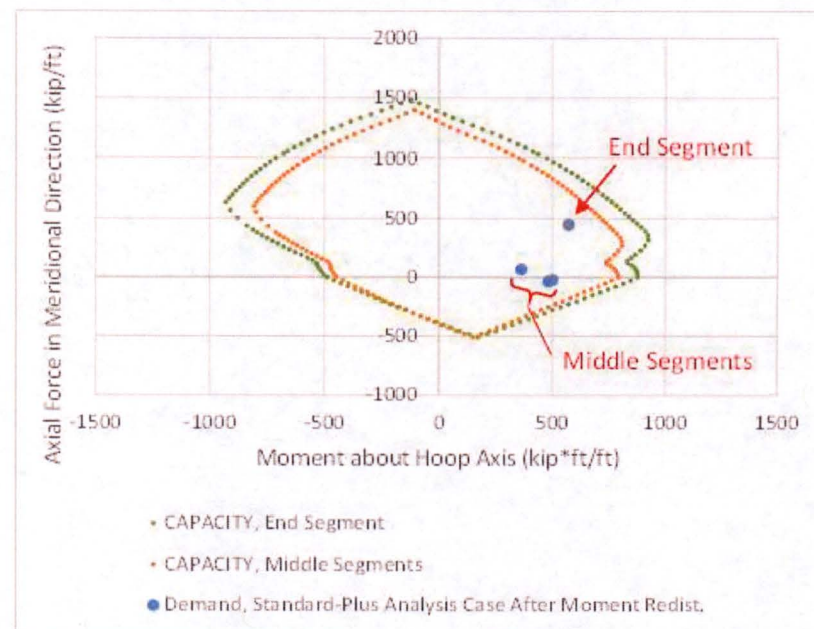 Axial Force in Meridional Direction (kip/ft)
2000
1500
1000
500
0
-500
-1000
-1500
-1000
-500
0
500
1000
1500
Moment about Hoop Axis (kip*ft/ft)
End Segment
Middle Segments
CAPACITY, End Segment
CAPACITY, Middle Segments
Demand, Standard-Plus Analysis Case After Moment Redist.